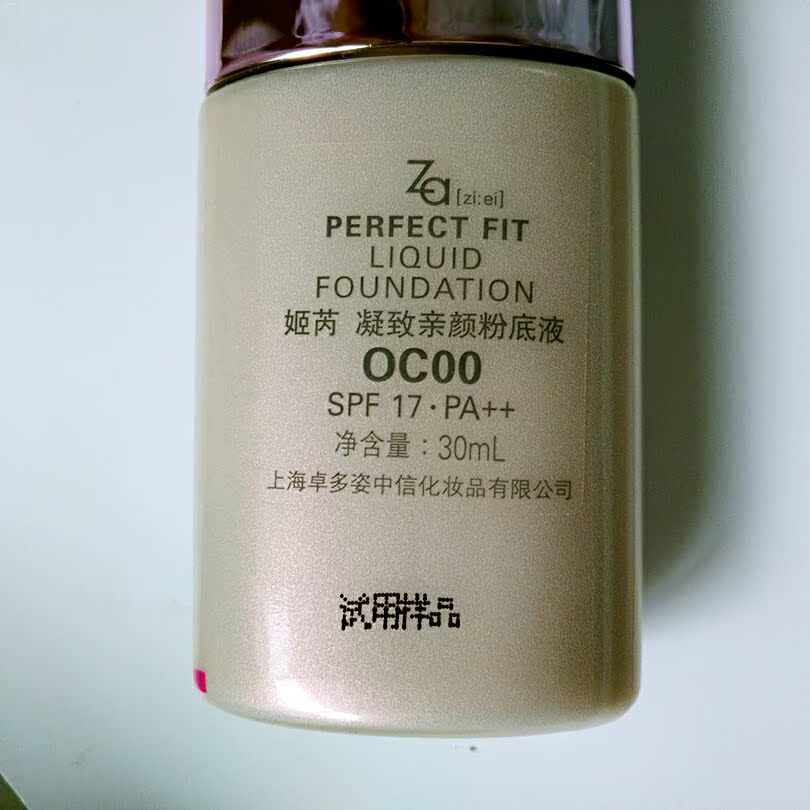 Za [zi:ei]
PERFECT FIT
LIQUID
FOUNDATION
姬芮 凝致亲颜粉底液
OC00
SPF 17·PA++
净含量：30mL
上海卓多姿中信化妆品有限公司
试用样品